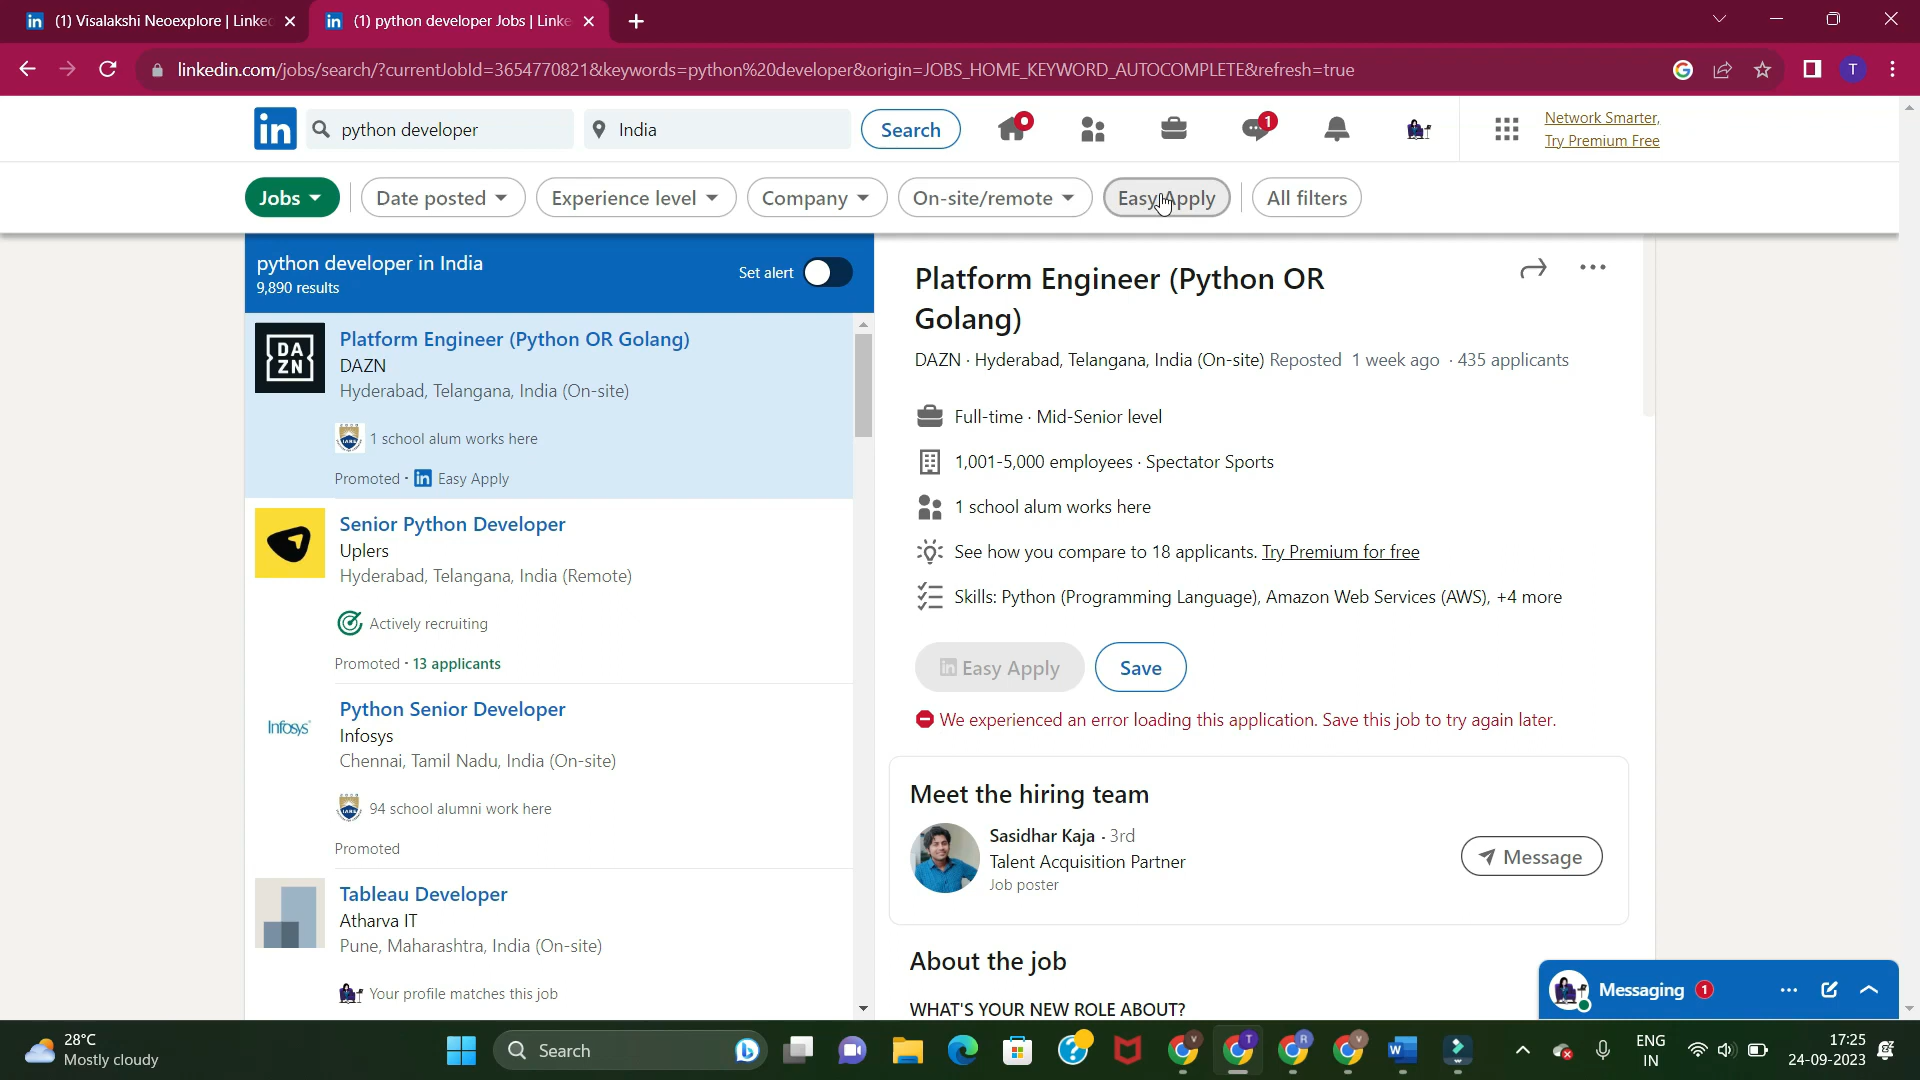 (1) Visalakshi Neoexplore | Linke
(1) python developer Jobs | Linke
linkedin.com/jobs/search/?currentJobId=3654770821&keywords=python%20developer&origin=JOBS_HOME_KEYWORD_AUTOCOMPLETE&refresh=true
T
in
python developer
India
Search
1
Network Smarter,
Try Premium Free
Jobs
Date posted
Experience level
Company
On-site/remote
Easy Apply
All filters
python developer in India
9,890 results
Set alert
DA
ZN
Platform Engineer (Python OR Golang)
DAZN
Hyderabad, Telangana, India (On-site)
1 school alum works here
Promoted · in Easy Apply
Senior Python Developer
Uplers
Hyderabad, Telangana, India (Remote)
Actively recruiting
Promoted · 13 applicants
Infosys
Python Senior Developer
Infosys
Chennai, Tamil Nadu, India (On-site)
94 school alumni work here
Promoted
Tableau Developer
Atharva IT
Pune, Maharashtra, India (On-site)
Your profile matches this job
Platform Engineer (Python OR
Golang)
DAZN · Hyderabad, Telangana, India (On-site) Reposted 1 week ago · 435 applicants
Full-time · Mid-Senior level
1,001-5,000 employees · Spectator Sports
1 school alum works here
See how you compare to 18 applicants. Try Premium for free
Skills: Python (Programming Language), Amazon Web Services (AWS), +4 more
in Easy Apply
Save
We experienced an error loading this application. Save this job to try again later.
Meet the hiring team
Sasidhar Kaja · 3rd
Talent Acquisition Partner
Job poster
Message
About the job
WHAT'S YOUR NEW ROLE ABOUT?
Messaging 1
28°C
Mostly cloudy
Search
ENG
IN
17:25
24-09-2023